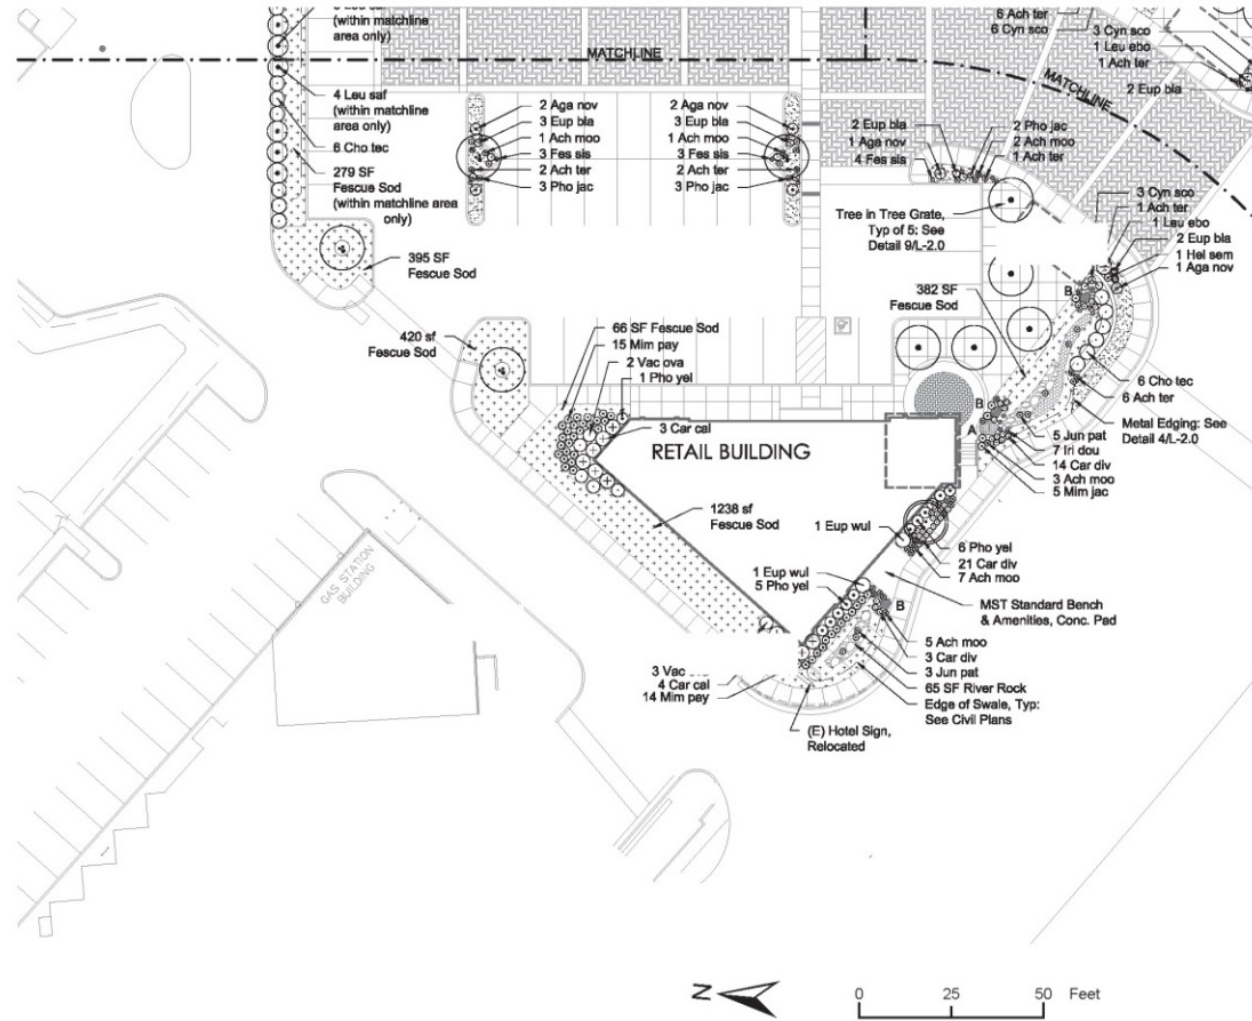 (within matchline
area only)
MATCHLINE
4 Leu saf
(within matchline
area only)
6 Cho tec
279 SF
Fescue Sod
(within matchline area
only)
395 SF
Fescue Sod
2 Aga nov
3 Eup bla
1 Ach moo
3 Fes sis
2 Ach ter
3 Pho jac
2 Aga nov
3 Eup bla
1 Ach moo
3 Fes sis
2 Ach ter
3 Pho jac
6 Ach ter
6 Cyn sco
3 Cyn sco
1 Leu ebo
1 Ach ter
2 Eup bla
MATCHLINE
2 Eup bla
1 Aga nov
4 Fes sis
2 Pho jac
2 Ach moo
1 Ach ter
Tree in Tree Grate,
Typ of 5: See
Detail 9/L-2.0
3 Cyn sco
1 Ach ter
1 Leu ebo
2 Eup bla
1 Hel sem
1 Aga nov
382 SF
Fescue Sod
B
420 sf
Fescue Sod
66 SF Fescue Sod
15 Mim pay
2 Vac ova
1 Pho yel
3 Car cal
RETAIL BUILDING
B
A
6 Cho tec
6 Ach ter
Metal Edging: See
Detail 4/L-2.0
5 Jun pat
7 Iri dou
14 Car div
3 Ach moo
5 Mim jac
1238 sf
Fescue Sod
1 Eup wul
6 Pho yel
21 Car div
7 Ach moo
1 Eup wul
5 Pho yel
MST Standard Bench
& Amenities, Conc. Pad
B
GAS STATION
BUILDING
5 Ach moo
3 Car div
3 Jun pat
65 SF River Rock
Edge of Swale, Typ:
See Civil Plans
3 Vac
4 Car cal
14 Mim pay
(E) Hotel Sign,
Relocated
N
0 25 50 Feet